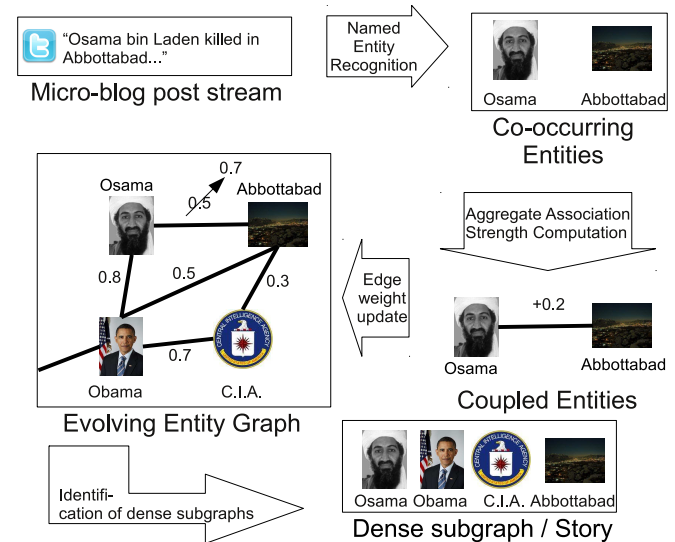 “Osama bin Laden killed in
Abbottabad...”
Micro-blog post stream
Named
Entity
Recognition
Osama
Abbottabad
Co-occurring
Entities
0.7
Osama
0.5
Abbottabad
0.8
0.5
0.3
0.7
Obama
C.I.A.
Evolving Entity Graph
Aggregate Association
Strength Computation
Edge
weight
update
+0.2
Osama
Abbottabad
Coupled Entities
Identifi-
cation of dense subgraphs
Osama Obama C.I.A. Abbottabad
Dense subgraph / Story